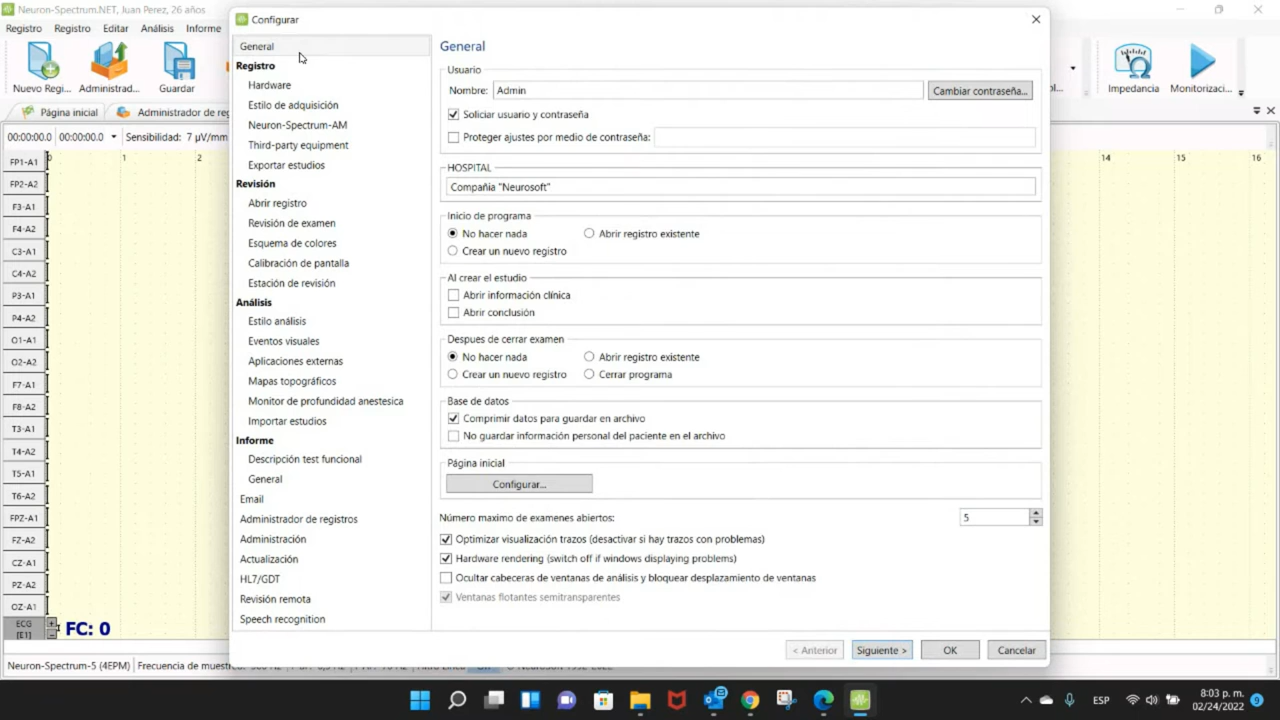 Neuron-Spectrum.NET, Juan Perez, 26 años
Registro Registro Editar Análisis Informe
Nuevo Regi... Administrad... Guardar
Impedancia Monitorizaci...
Página inicial Administrador de reg
00:00:00.0 00:00:00.0 Sensibilidad: 7 µV/mm
0 1 2 14 15 16
FP1-A1
FP2-A2
F3-A1
F4-A2
C3-A1
C4-A2
P3-A1
P4-A2
O1-A1
O2-A2
F7-A1
F8-A2
T3-A1
T4-A2
T5-A1
T6-A2
FPZ-A1
FZ-A2
CZ-A1
PZ-A2
OZ-A1
ECG
[E1]
FC: 0
Neuron-Spectrum-5 (4EPM) Frecuencia de muestre
Configurar
General
Registro
Hardware
Estilo de adquisición
Neuron-Spectrum-AM
Third-party equipment
Exportar estudios
Revisión
Abrir registro
Revisión de examen
Esquema de colores
Calibración de pantalla
Estación de revisión
Análisis
Estilo análisis
Eventos visuales
Aplicaciones externas
Mapas topográficos
Monitor de profundidad anestesica
Importar estudios
Informe
Descripción test funcional
General
Email
Administrador de registros
Administración
Actualización
HL7/GDT
Revisión remota
Speech recognition
General
Usuario
Nombre: Admin Cambiar contraseña...
Soliciar usuario y contraseña
Proteger ajustes por medio de contraseña:
HOSPITAL
Compañia "Neurosoft"
Inicio de programa
No hacer nada Abrir registro existente
Crear un nuevo registro
Al crear el estudio
Abrir información clínica
Abrir conclusión
Despues de cerrar examen
No hacer nada Abrir registro existente
Crear un nuevo registro Cerrar programa
Base de datos
Comprimir datos para guardar en archivo
No guardar información personal del paciente en el archivo
Página inicial
Configurar...
Número maximo de examenes abiertos: 5
Optimizar visualización trazos (desactivar si hay trazos con problemas)
Hardware rendering (switch off if windows displaying problems)
Ocultar cabeceras de ventanas de análisis y bloquear desplazamiento de ventanas
Ventanas flotantes semitransparentes
< Anterior Siguiente > OK Cancelar
ESP 8:03 p. m.
02/24/2022